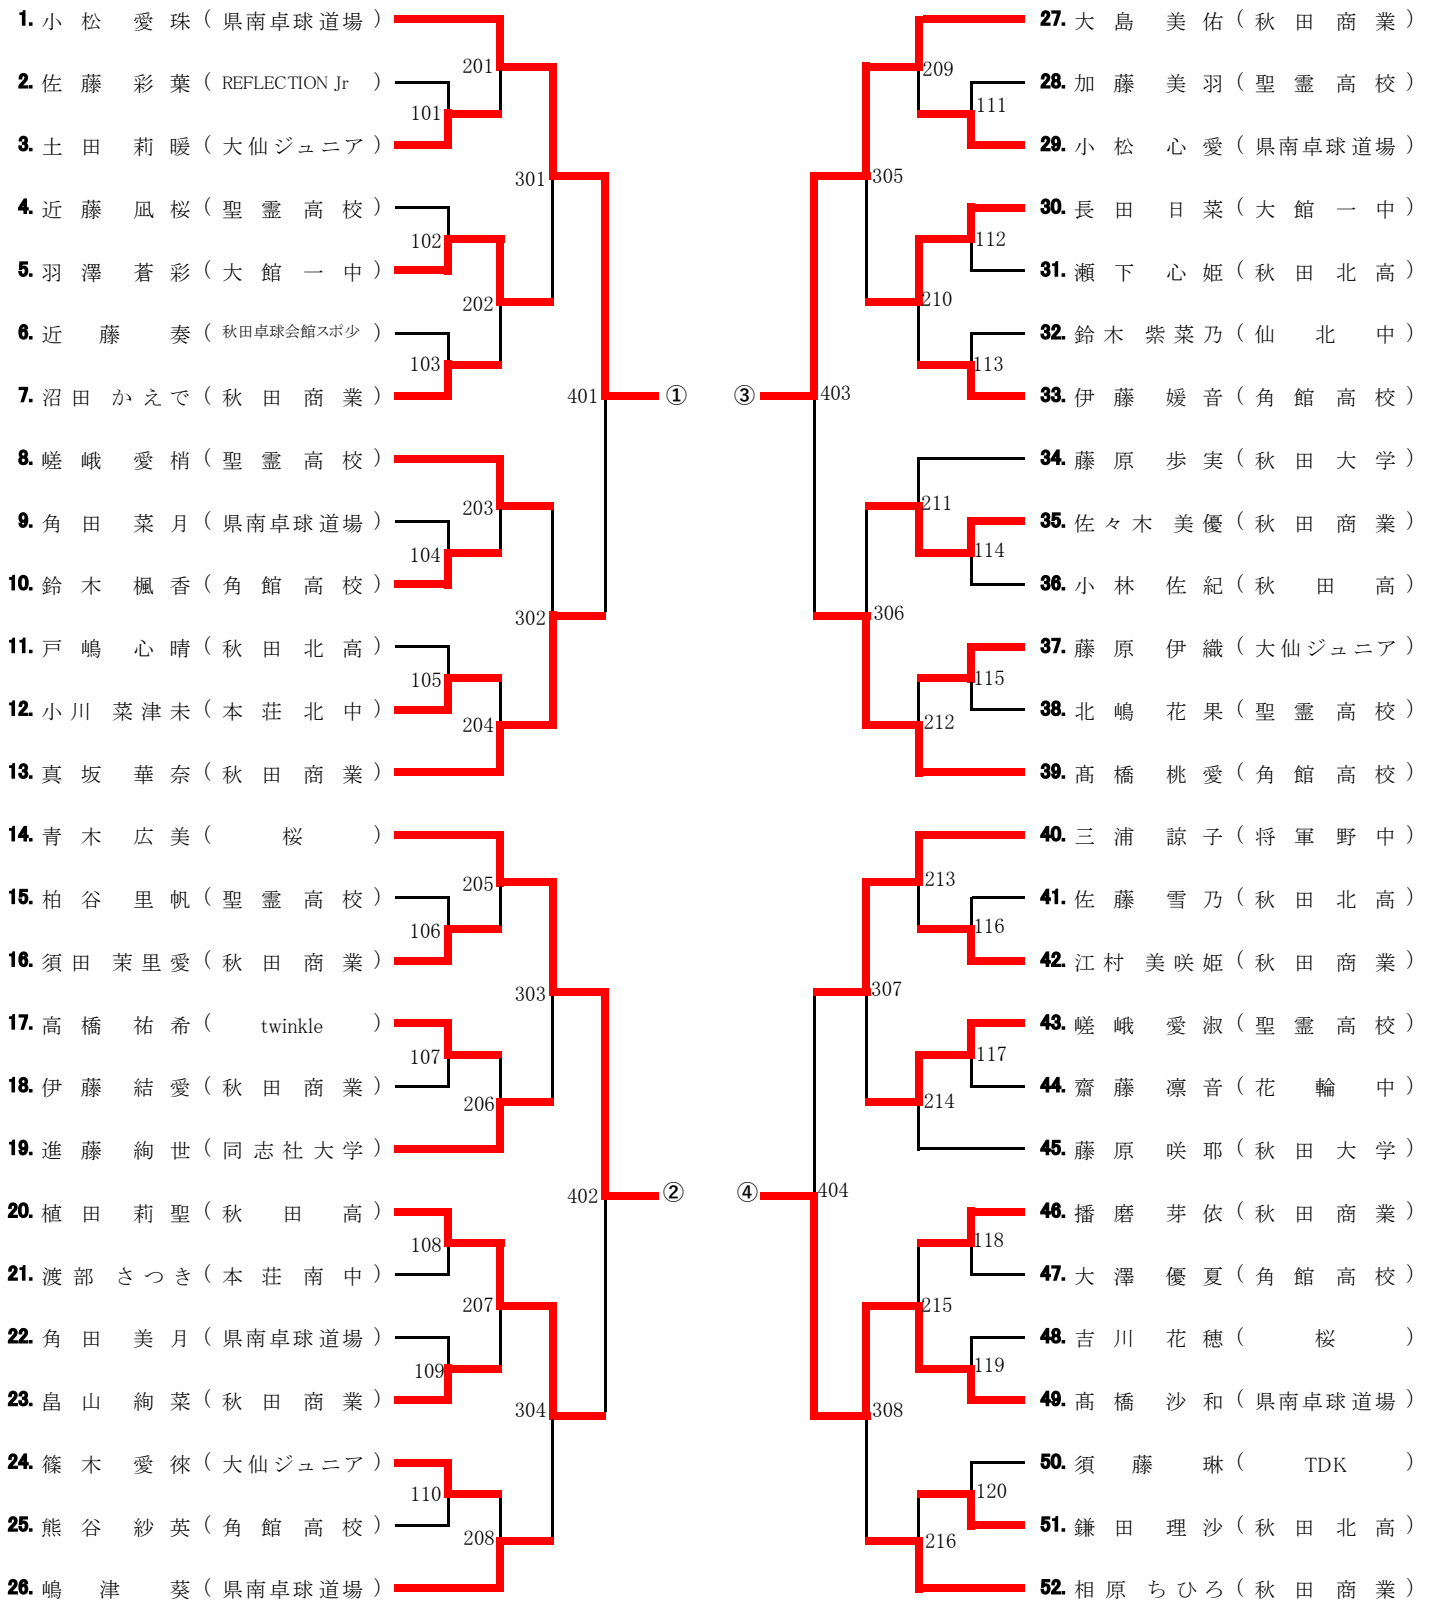 1. 小松 愛珠 ( 県南卓球道場 )
2. 佐藤 彩葉 ( REFLECTION Jr )
3. 土田 莉暖 ( 大仙ジュニア )
4. 近藤 凪桜 ( 聖霊高校 )
5. 羽澤 蒼彩 ( 大館一中 )
6. 近藤 奏 ( 秋田卓球会館スポ少 )
7. 沼田 かえで ( 秋田商業 )
8. 嵯峨 愛梢 ( 聖霊高校 )
9. 角田 菜月 ( 県南卓球道場 )
10. 鈴木 楓香 ( 角館高校 )
11. 戸嶋 心晴 ( 秋田北高 )
12. 小川 菜津未 ( 本荘北中 )
13. 真坂 華奈 ( 秋田商業 )
14. 青木 広美 ( 桜 )
15. 柏谷 里帆 ( 聖霊高校 )
16. 須田 茉里愛 ( 秋田商業 )
17. 高橋 祐希 ( twinkle )
18. 伊藤 結愛 ( 秋田商業 )
19. 進藤 絢世 ( 同志社大学 )
20. 植田 莉聖 ( 秋田高 )
21. 渡部 さつき ( 本荘南中 )
22. 角田 美月 ( 県南卓球道場 )
23. 畠山 絢菜 ( 秋田商業 )
24. 篠木 愛徠 ( 大仙ジュニア )
25. 熊谷 紗英 ( 角館高校 )
26. 嶋津 葵 ( 県南卓球道場 )
101
102
103
104
105
106
107
108
109
110
201
202
203
204
205
206
207
208
301
302
303
304
401
402
①
②
③
④
403
404
305
306
307
308
209
210
211
212
213
214
215
216
111
112
113
114
115
116
117
118
119
120
27. 大島 美佑 ( 秋田商業 )
28. 加藤 美羽 ( 聖霊高校 )
29. 小松 心愛 ( 県南卓球道場 )
30. 長田 日菜 ( 大館一中 )
31. 瀬下 心姫 ( 秋田北高 )
32. 鈴木 紫菜乃 ( 仙北中 )
33. 伊藤 媛音 ( 角館高校 )
34. 藤原 歩実 ( 秋田大学 )
35. 佐々木 美優 ( 秋田商業 )
36. 小林 佐紀 ( 秋田高 )
37. 藤原 伊織 ( 大仙ジュニア )
38. 北嶋 花果 ( 聖霊高校 )
39. 髙橋 桃愛 ( 角館高校 )
40. 三浦 諒子 ( 将軍野中 )
41. 佐藤 雪乃 ( 秋田北高 )
42. 江村 美咲姫 ( 秋田商業 )
43. 嵯峨 愛淑 ( 聖霊高校 )
44. 齋藤 凛音 ( 花輪中 )
45. 藤原 咲耶 ( 秋田大学 )
46. 播磨 芽依 ( 秋田商業 )
47. 大澤 優夏 ( 角館高校 )
48. 吉川 花穂 ( 桜 )
49. 髙橋 沙和 ( 県南卓球道場 )
50. 須藤 琳 ( TDK )
51. 鎌田 理沙 ( 秋田北高 )
52. 相原 ちひろ ( 秋田商業 )